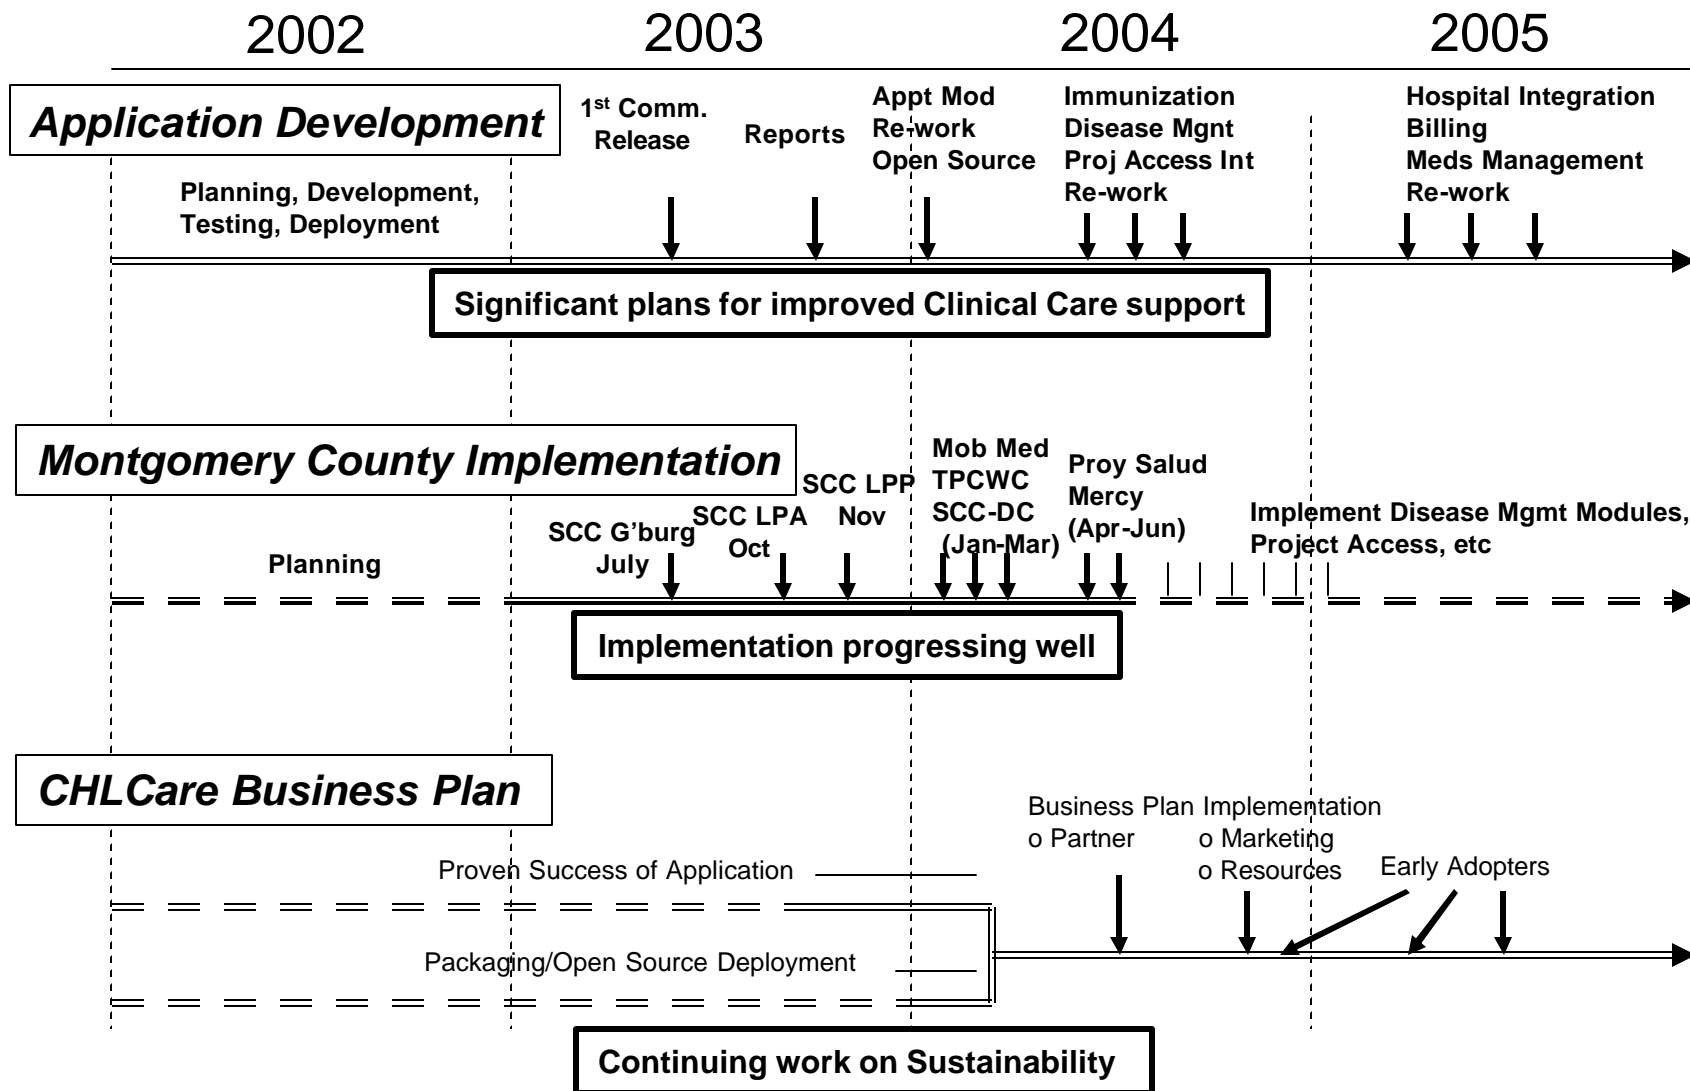 2002 2003 2004 2005
Application Development
1st Comm.
Release
Reports
Appt Mod
Re-work
Open Source
Immunization
Disease Mgnt
Proj Access Int
Re-work
Hospital Integration
Billing
Meds Management
Re-work
Planning, Development,
Testing, Deployment
Significant plans for improved Clinical Care support
Montgomery County Implementation
Planning
SCC G’burg
July
SCC LPA
Oct
SCC LPP
Nov
Mob Med
TPCWC
SCC-DC
(Jan-Mar)
Proy Salud
Mercy
(Apr-Jun)
Implement Disease Mgmt Modules,
Project Access, etc
Implementation progressing well
CHLCare Business Plan
Business Plan Implementation
o Partner o Marketing
o Resources
Early Adopters
Proven Success of Application
Packaging/Open Source Deployment
Continuing work on Sustainability